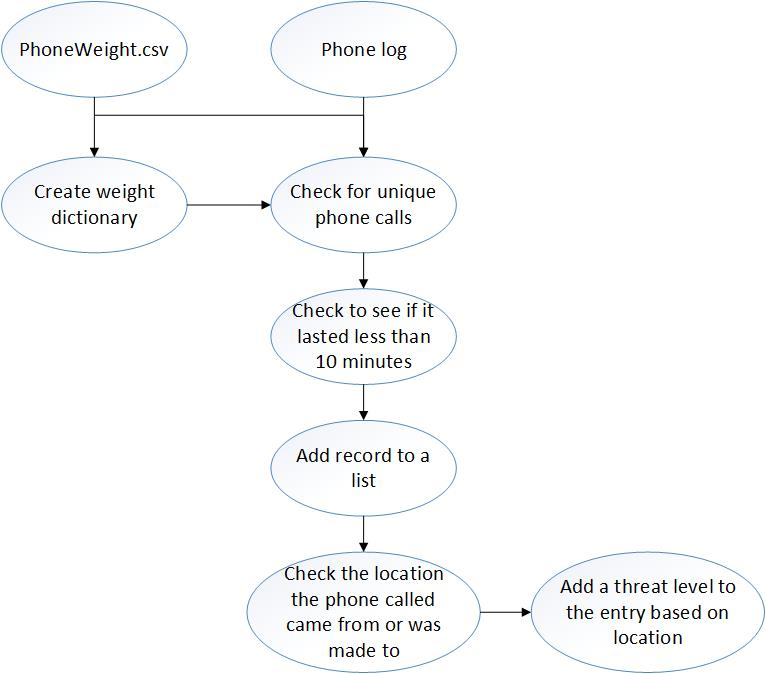 PhoneWeight.csv
Phone log
Create weight
dictionary
Check for unique
phone calls
Check to see if it
lasted less than
10 minutes
Add record to a
list
Check the location
the phone called
came from or was
made to
Add a threat level to
the entry based on
location